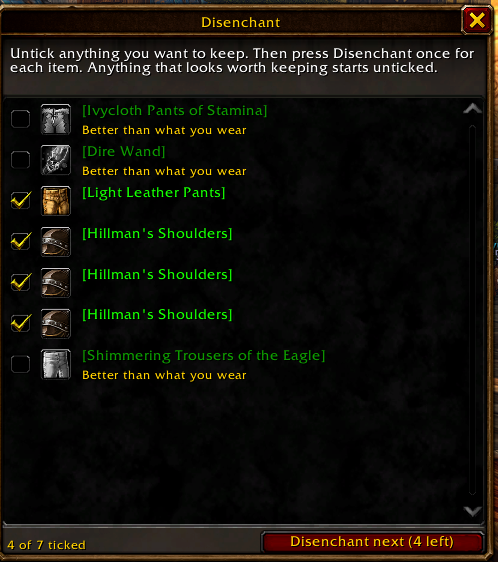 Disenchant
Untick anything you want to keep. Then press Disenchant once for
each item. Anything that looks worth keeping starts unticked.
[Ivycloth Pants of Stamina]
Better than what you wear
[Dire Wand]
Better than what you wear
[Light Leather Pants]
[Hillman's Shoulders]
[Hillman's Shoulders]
[Hillman's Shoulders]
[Shimmering Trousers of the Eagle]
Better than what you wear
4 of 7 ticked
Disenchant next (4 left)